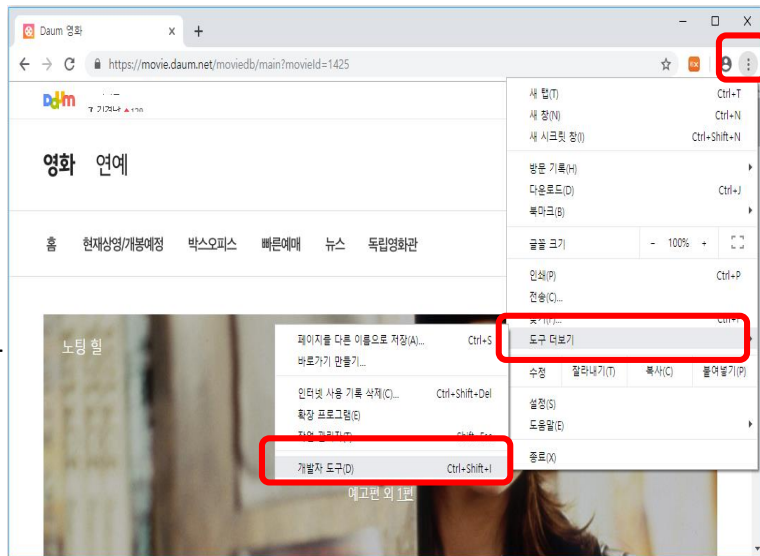 Daum 영화
https://movie.daum.net/moviedb/main?movieId=1425
Daum
영화 연예
홈 현재상영/개봉예정 박스오피스 빠른예매 뉴스 독립영화관
노팅 힐
예고편 외 1편
새 탭(T) Ctrl+T
새 창(N) Ctrl+N
새 시크릿 창(I) Ctrl+Shift+N
방문 기록(H)
다운로드(D) Ctrl+J
북마크(B)
글꼴 크기 - 100% +
인쇄(P) Ctrl+P
전송(C)...
도구 더보기
수정 잘라내기(T) 복사(C) 붙여넣기(P)
설정(S)
도움말(E)
종료(X)
페이지를 다른 이름으로 저장(A)... Ctrl+S
바로가기 만들기...
인터넷 사용 기록 삭제(C)... Ctrl+Shift+Del
확장 프로그램(E)
작업 관리자(T) Shift+Esc
개발자 도구(D) Ctrl+Shift+I